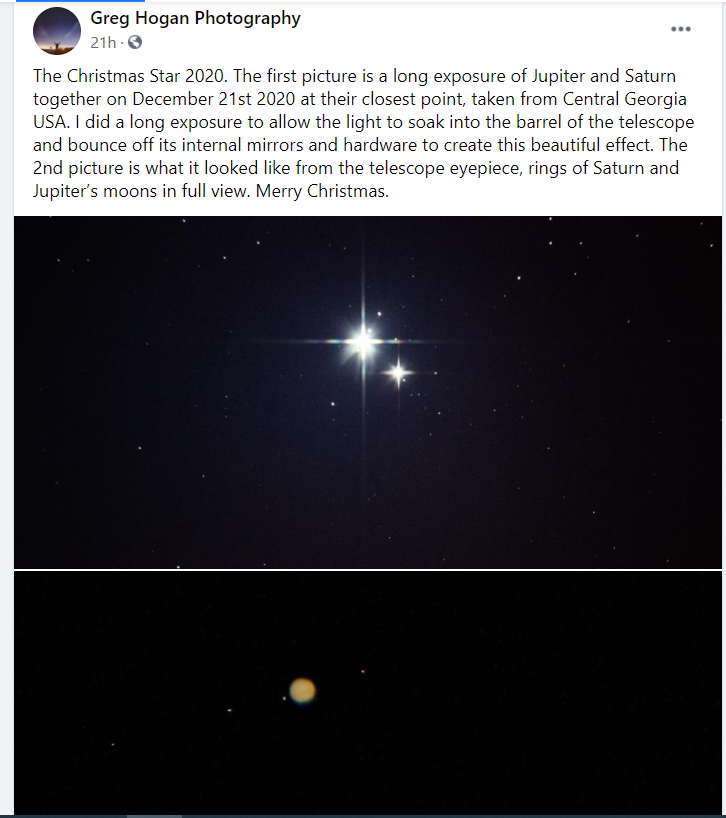 Greg Hogan Photography
21h ·
The Christmas Star 2020. The first picture is a long exposure of Jupiter and Saturn
together on December 21st 2020 at their closest point, taken from Central Georgia
USA. I did a long exposure to allow the light to soak into the barrel of the telescope
and bounce off its internal mirrors and hardware to create this beautiful effect. The
2nd picture is what it looked like from the telescope eyepiece, rings of Saturn and
Jupiter’s moons in full view. Merry Christmas.